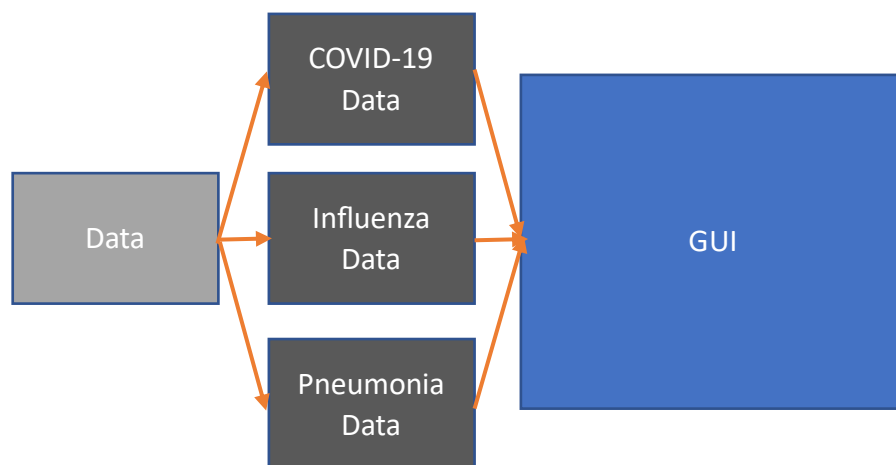 COVID-19
Data
Data
Influenza
Data
GUI
Pneumonia
Data